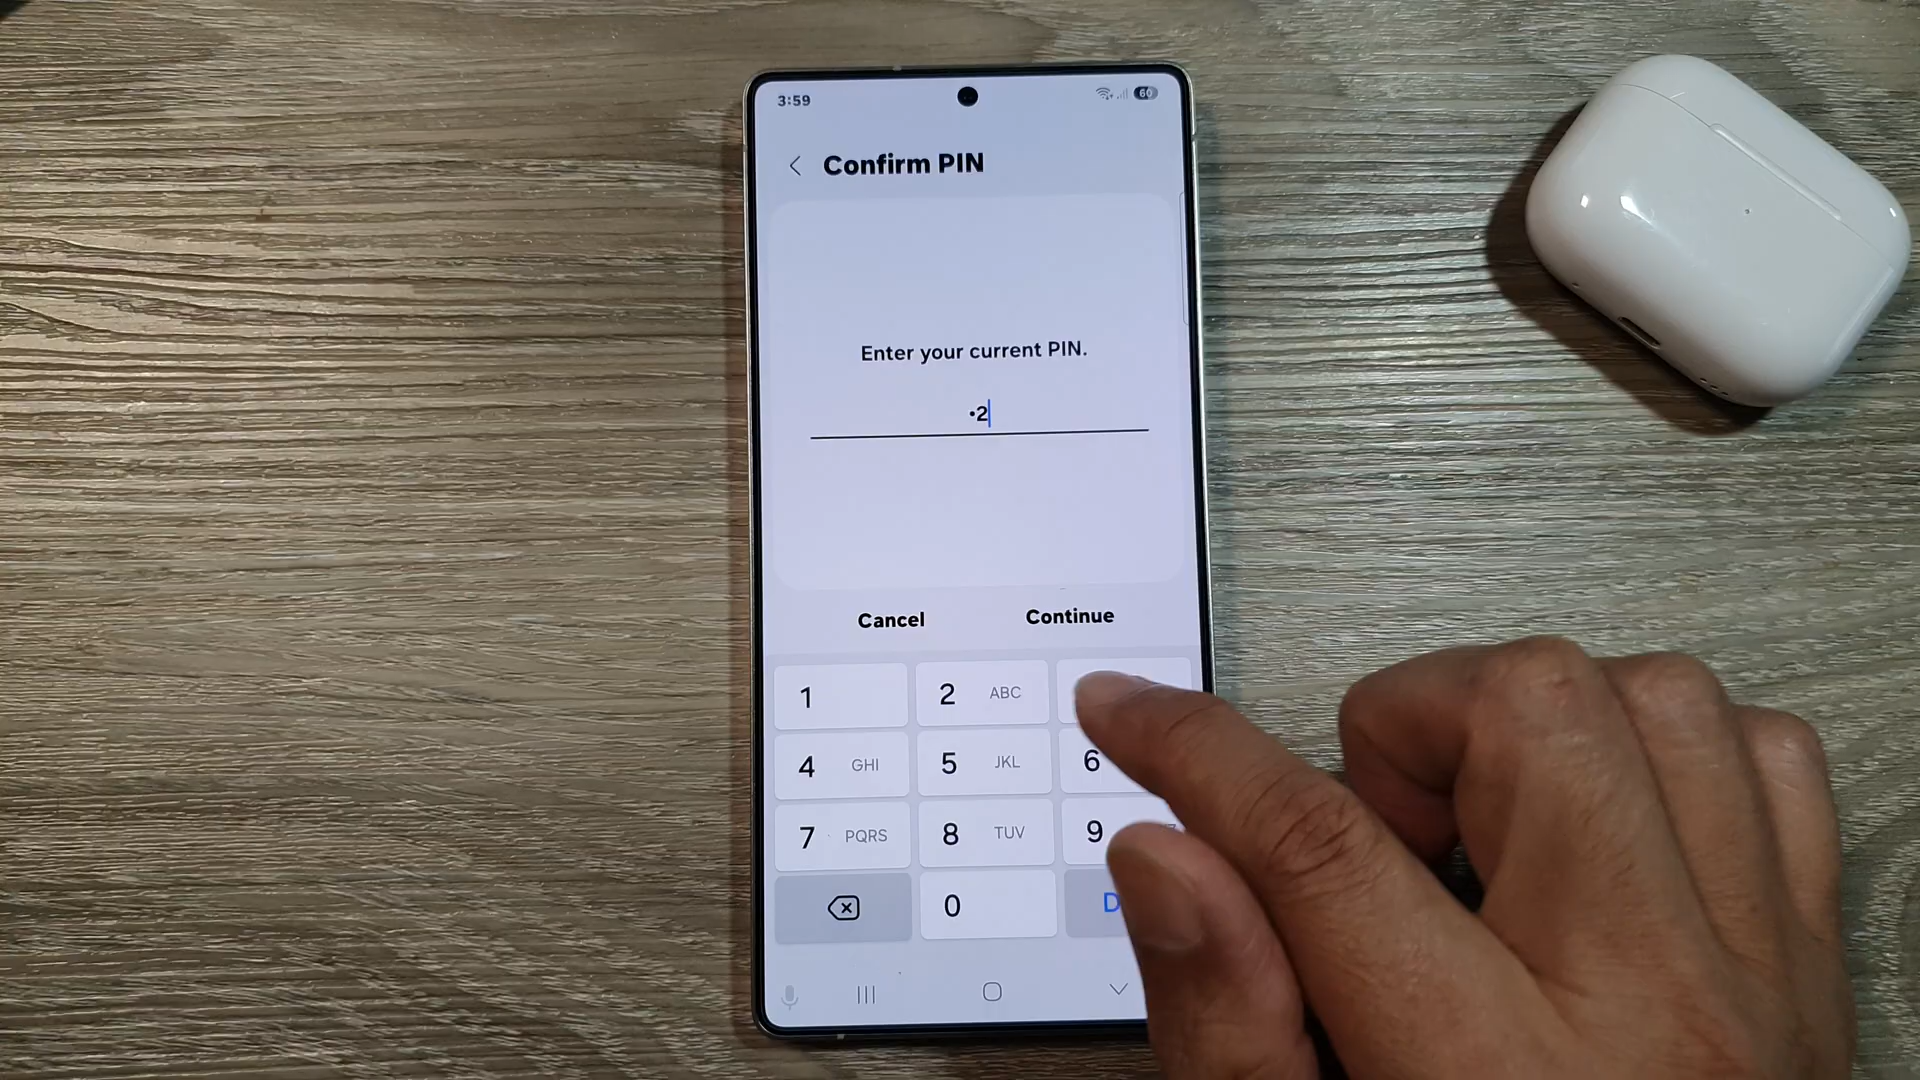 3:59
60
Confirm PIN
Enter your current PIN.
•2
Cancel
Continue
1
2 ABC
4 GHI
5 JKL
6
7 PQRS
8 TUV
9
0